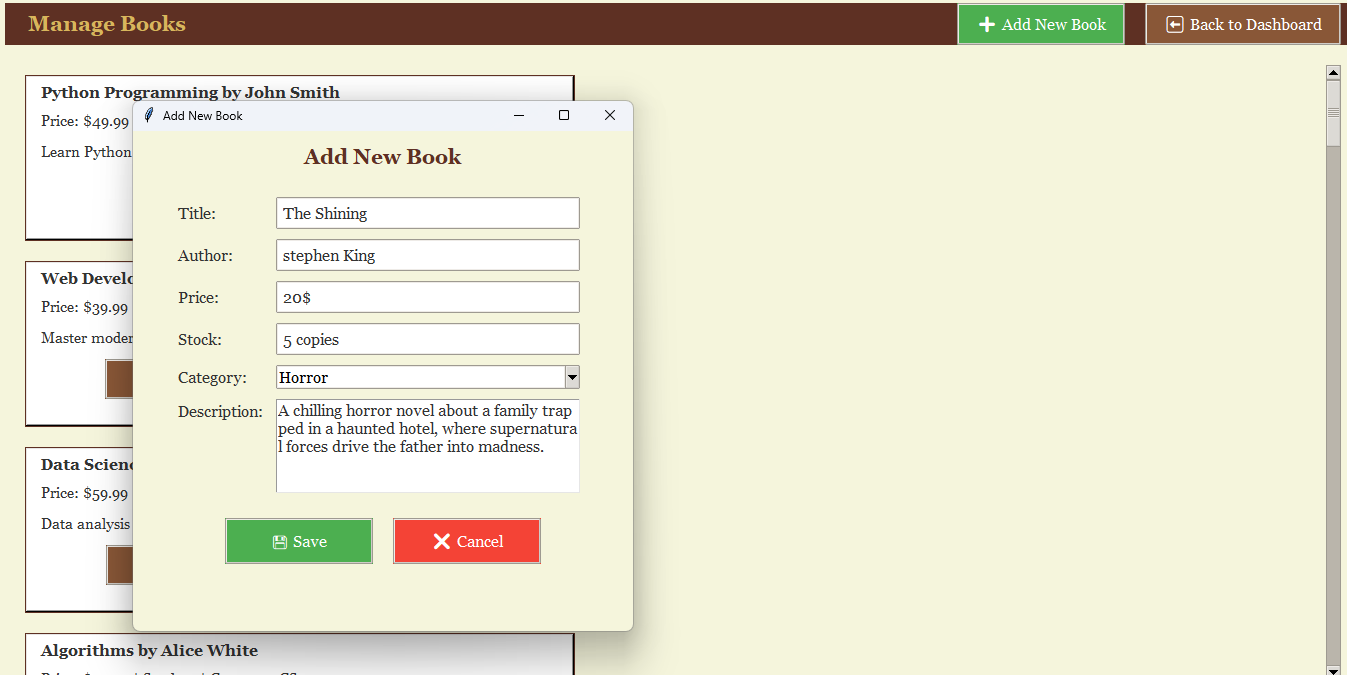 Manage Books
Add New Book
Back to Dashboard
Python Programming by John Smith
Price: $49.99
Learn Python
Web Develo
Price: $39.99
Master moder
Data Scienc
Price: $59.99
Data analysis
Algorithms by Alice White
Add New Book
Add New Book
Title:
The Shining
Author:
stephen King
Price:
20$
Stock:
5 copies
Category:
Horror
Description:
A chilling horror novel about a family trap
ped in a haunted hotel, where supernatura
l forces drive the father into madness.
Save
Cancel